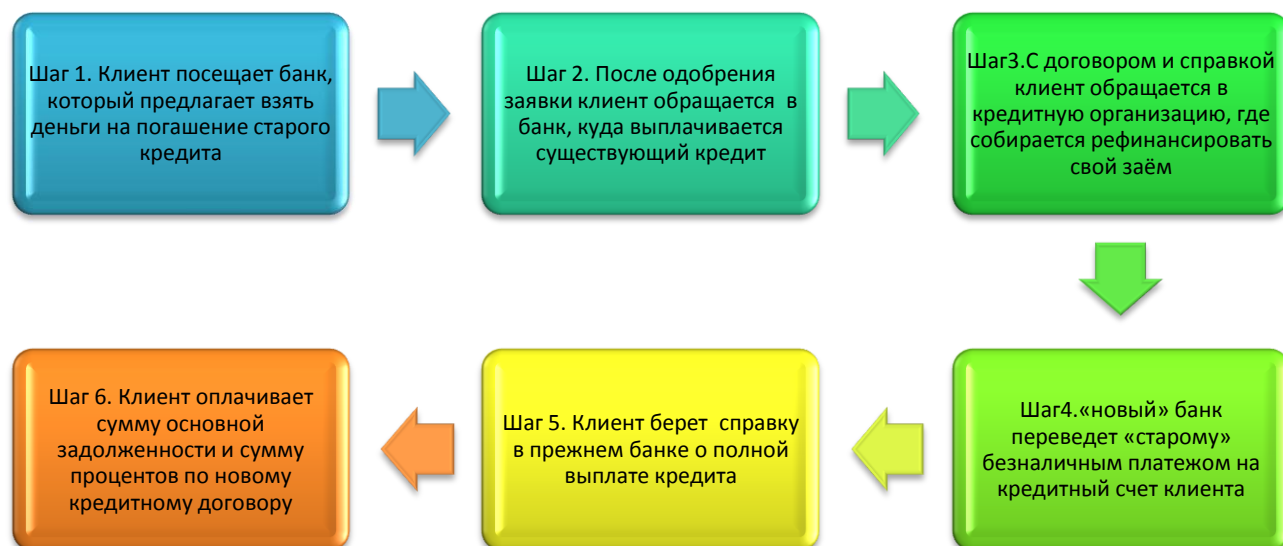 Шаг 1. Клиент посещает банк,
который предлагает взять
деньги на погашение старого
кредита
Шаг 2. После одобрения
заявки клиент обращается  в
банк, куда выплачивается
существующий кредит
Шаг3.С договором и справкой
клиент обращается в
кредитную организацию, где
собирается рефинансировать
свой заём
Шаг4.«новый» банк
переведет «старому»
безналичным платежом на
кредитный счет клиента
Шаг 5. Клиент берет  справку
в прежнем банке о полной
выплате кредита
Шаг 6. Клиент оплачивает
сумму основной
задолженности и сумму
процентов по новому
кредитному договору